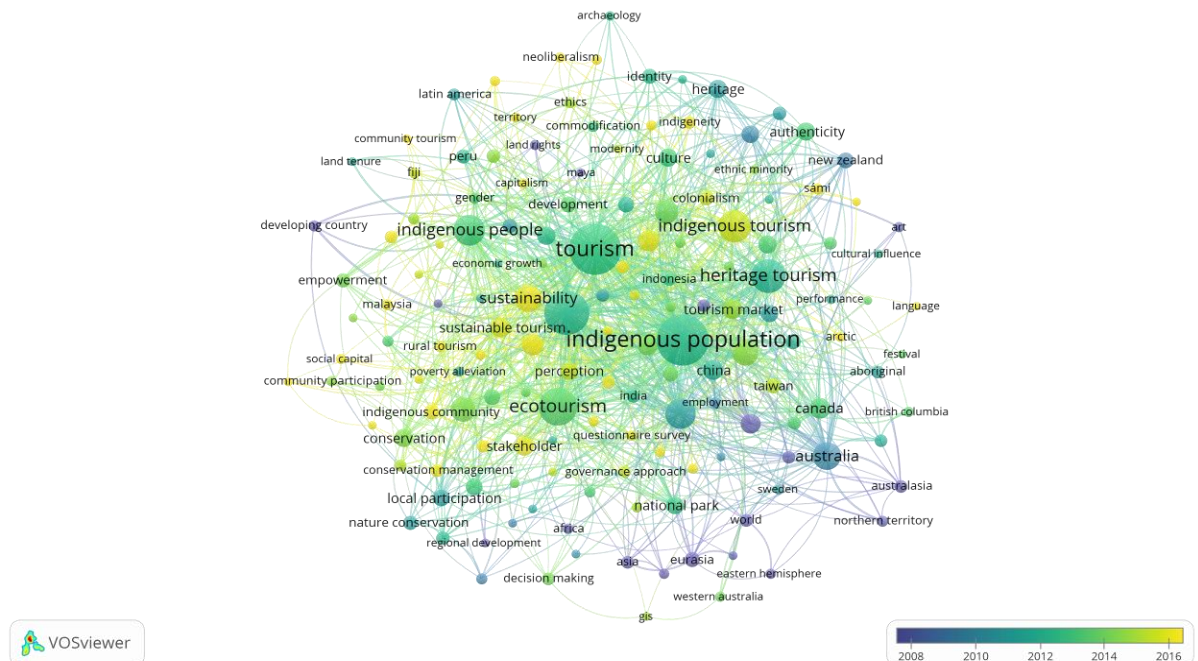 archaeology
neoliberalism
identity
heritage
latin america
ethics
territory
commodification
indigeneity
authenticity
community tourism
land rights
modernity
land tenure
peru
culture
new zealand
fiji
maya
ethnic minority
capitalism
sámi
gender
development
colonialism
developing country
indigenous people
indigenous tourism
art
tourism
cultural influence
economic growth
empowerment
indonesia
heritage tourism
malaysia
sustainability
tourism market
performance
language
sustainable tourism
indigenous population
arctic
rural tourism
social capital
festival
community participation
poverty alleviation
perception
china
aboriginal
taiwan
indigenous community
ecotourism
india
employment
canada
british columbia
conservation
stakeholder
questionnaire survey
australia
conservation management
governance approach
local participation
sweden
australasia
national park
nature conservation
africa
world
northern territory
regional development
asia
eurasia
decision making
eastern hemisphere
western australia
gis
VOSviewer
2008 2010 2012 2014 2016